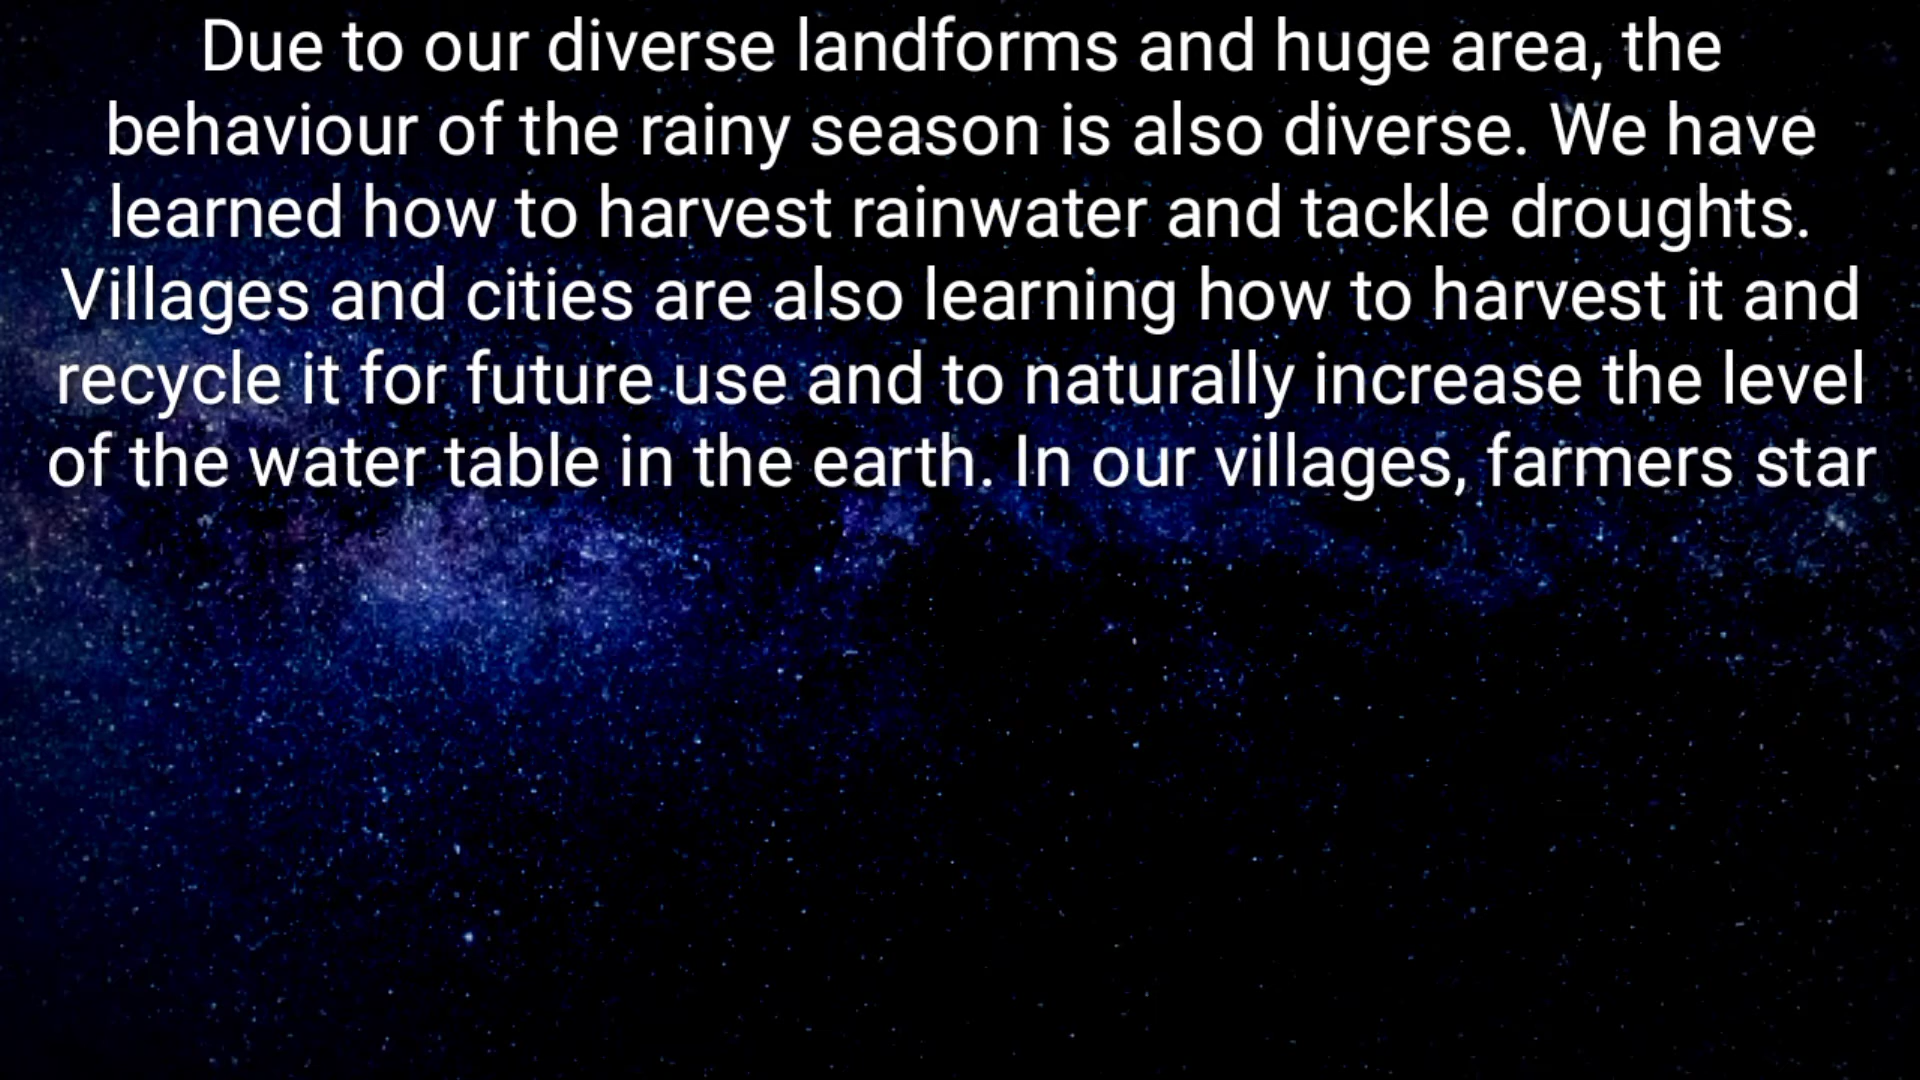 Due to our diverse landforms and huge area, the
behaviour of the rainy season is also diverse. We have
learned how to harvest rainwater and tackle droughts.
Villages and cities are also learning how to harvest it and
recycle it for future use and to naturally increase the level
of the water table in the earth. In our villages, farmers star